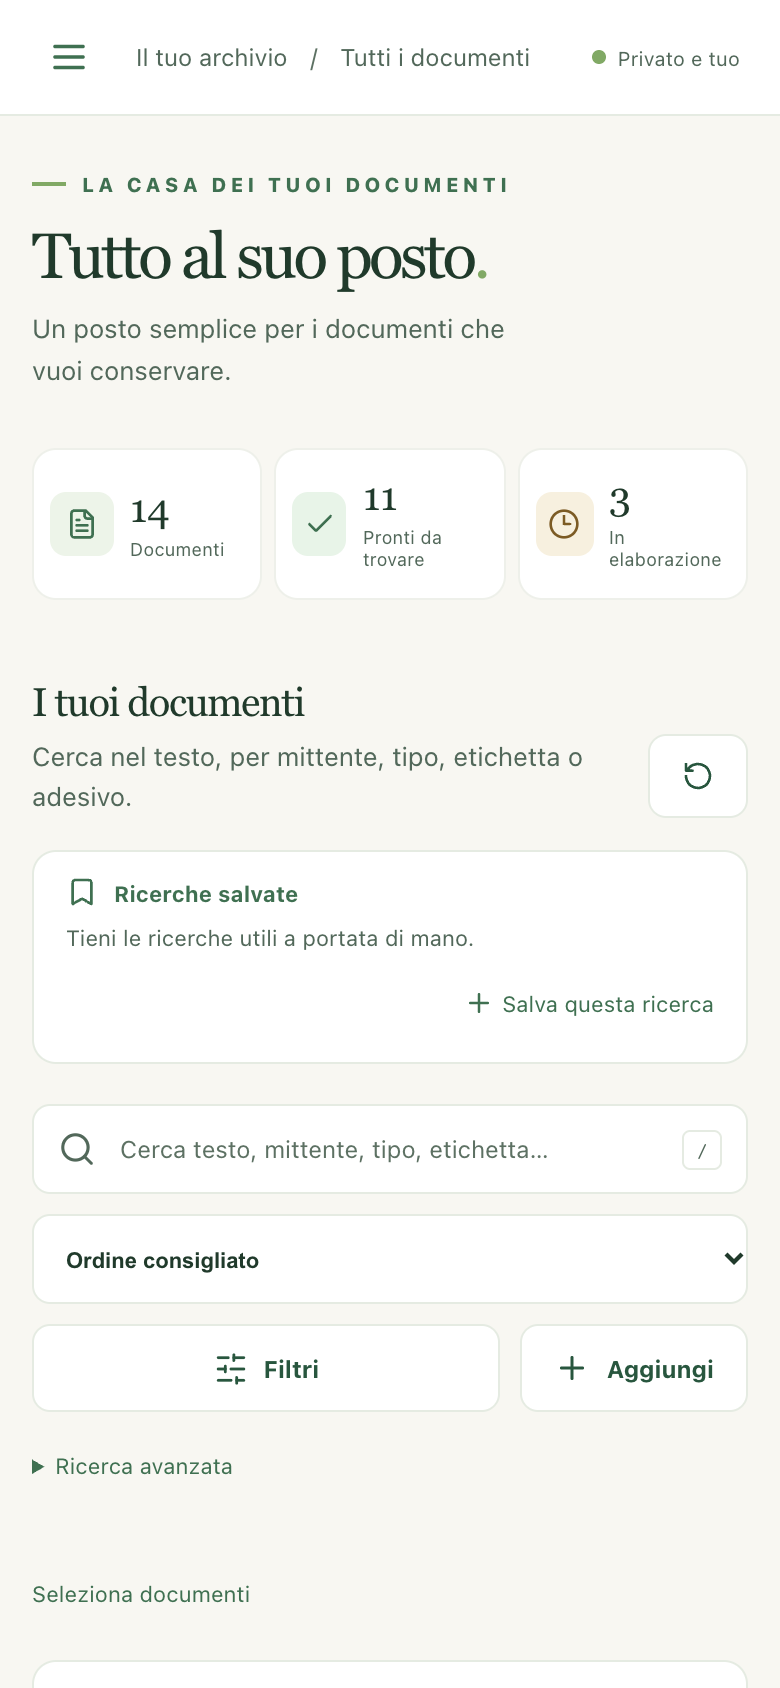 Il tuo archivio / Tutti i documenti
Privato e tuo
LA CASA DEI TUOI DOCUMENTI
Tutto al suo posto.
Un posto semplice per i documenti che
vuoi conservare.
14
Documenti
11
Pronti da
trovare
3
In
elaborazione
I tuoi documenti
Cerca nel testo, per mittente, tipo, etichetta o
adesivo.
Ricerche salvate
Tieni le ricerche utili a portata di mano.
Salva questa ricerca
Cerca testo, mittente, tipo, etichetta...
/
Ordine consigliato
Filtri
Aggiungi
Ricerca avanzata
Seleziona documenti